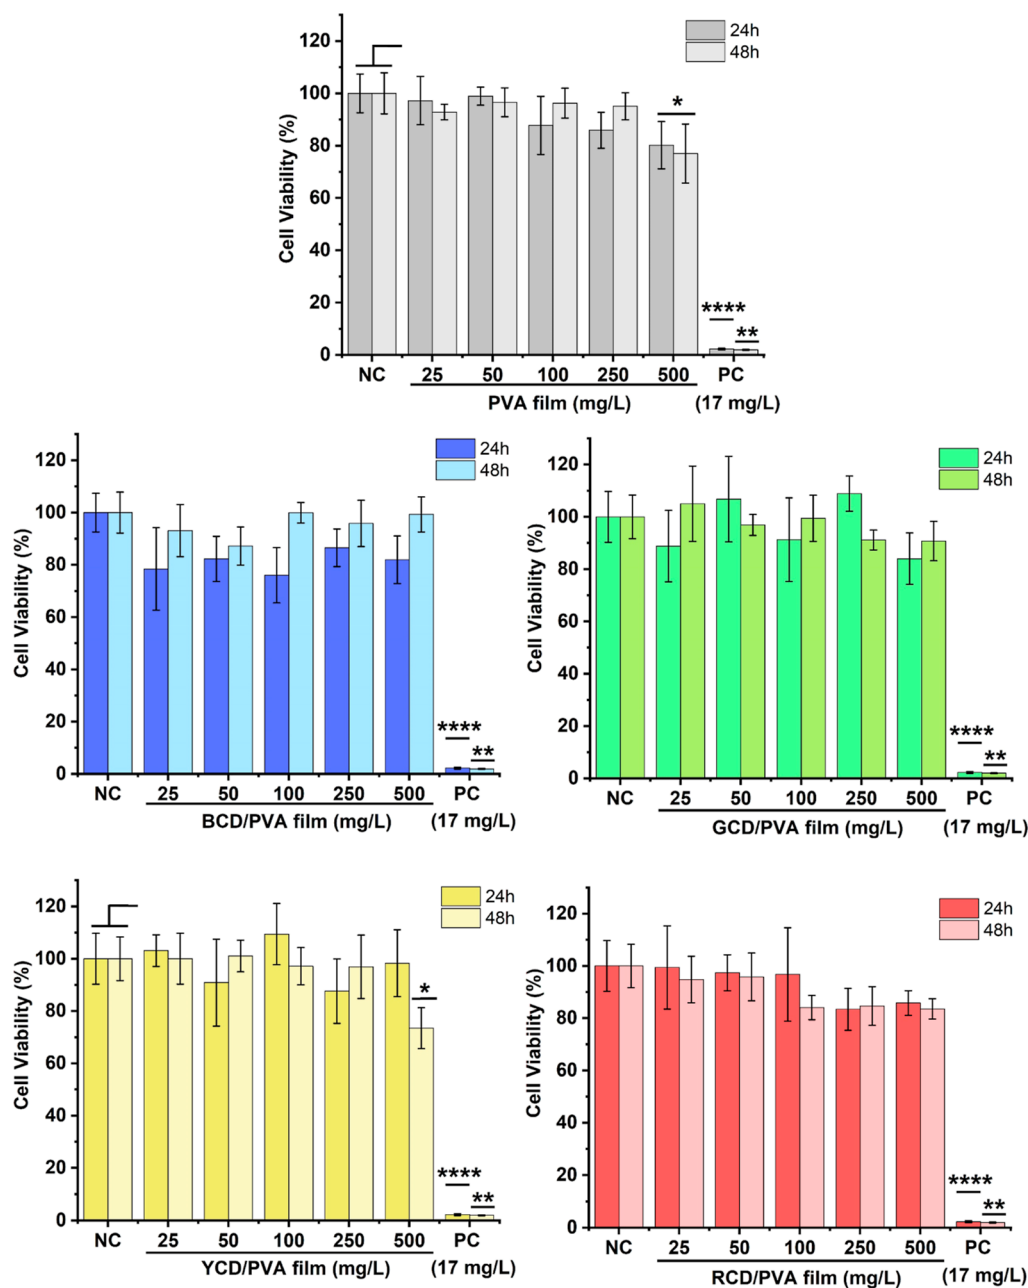 24h
48h
Cell Viability (%)
120
100
80
60
40
20
0
*
****
**
NC 25 50 100 250 500 PC
PVA film (mg/L) (17 mg/L)
24h
48h
Cell Viability (%)
120
100
80
60
40
20
0
****
**
NC 25 50 100 250 500 PC
BCD/PVA film (mg/L) (17 mg/L)
24h
48h
Cell Viability (%)
120
100
80
60
40
20
0
****
**
NC 25 50 100 250 500 PC
GCD/PVA film (mg/L) (17 mg/L)
24h
48h
Cell Viability (%)
120
100
80
60
40
20
0
*
****
**
NC 25 50 100 250 500 PC
YCD/PVA film (mg/L) (17 mg/L)
24h
48h
Cell Viability (%)
120
100
80
60
40
20
0
****
**
NC 25 50 100 250 500 PC
RCD/PVA film (mg/L) (17 mg/L)